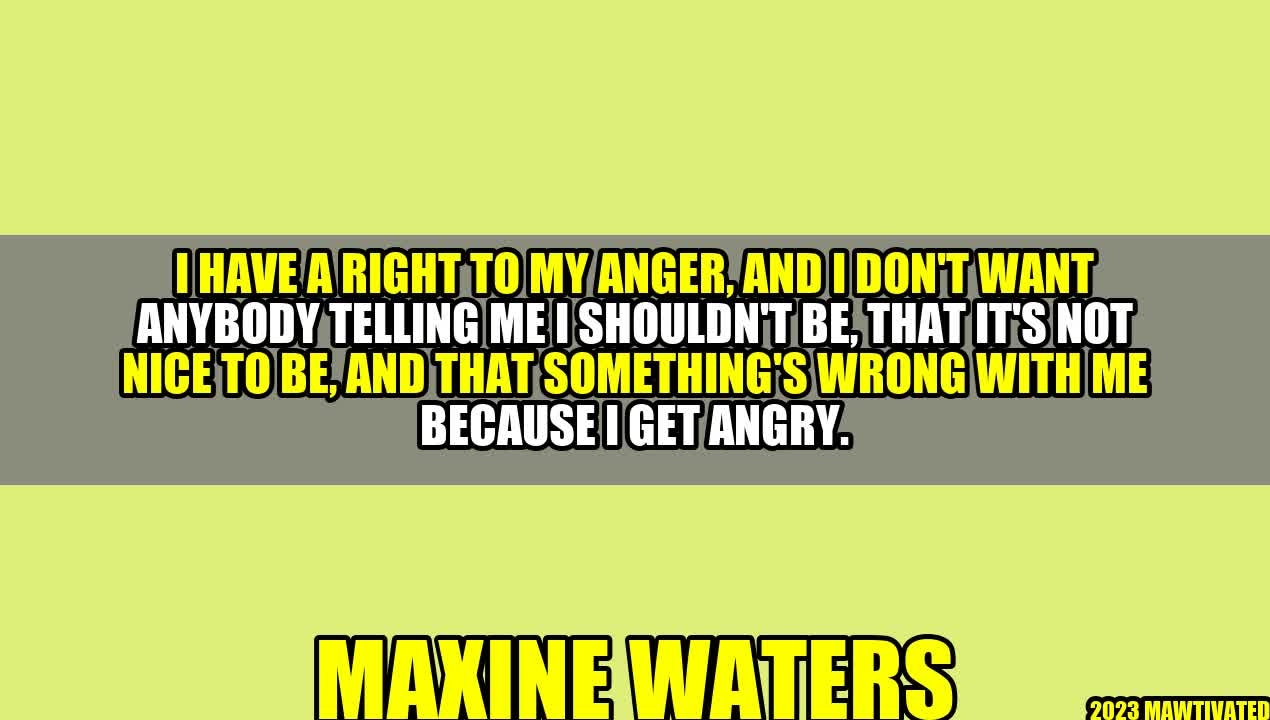 I HAVE A RIGHT TO MY ANGER, AND I DON'T WANT
ANYBODY TELLING ME I SHOULDN'T BE, THAT IT'S NOT
NICE TO BE, AND THAT SOMETHING'S WRONG WITH ME
BECAUSE I GET ANGRY.
MAXINE WATERS
2023 MAWTIVATED